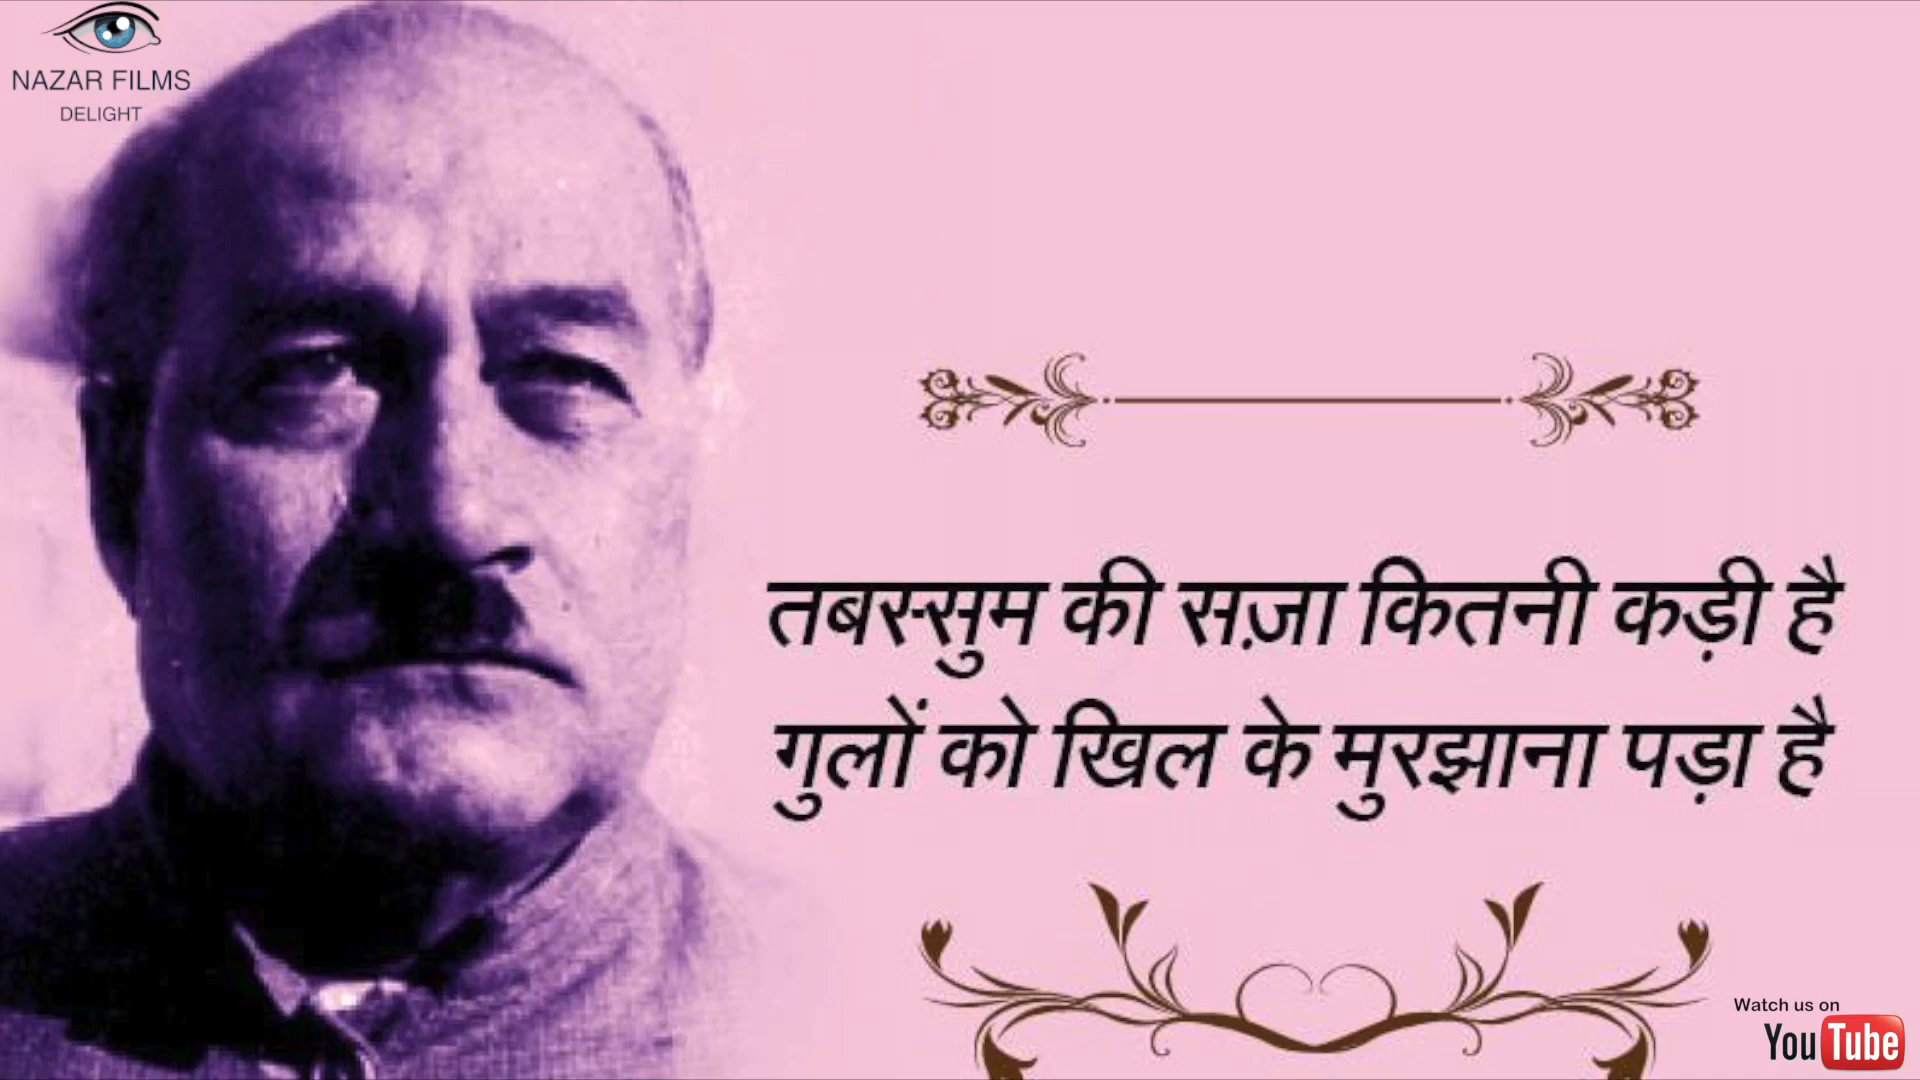 NAZAR FILMS
DELIGHT
तबस्सुम की सज़ा कितनी कड़ी है
गुलों को खिल के मुरझाना पड़ा है
Watch us on
YouTube